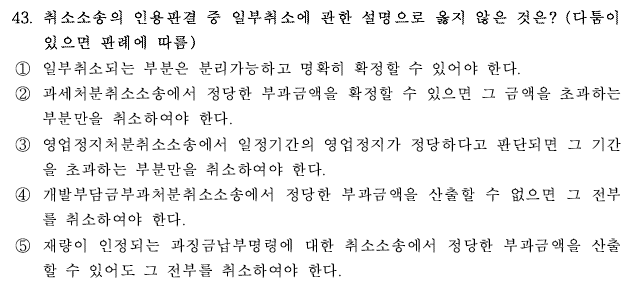 43. 취소소송의 인용판결 중 일부취소에 관한 설명으로 옳지 않은 것은? (다툼이
있으면 판례에 따름)
① 일부취소되는 부분은 분리가능하고 명확히 확정할 수 있어야 한다.
② 과세처분취소소송에서 정당한 부과금액을 확정할 수 있으면 그 금액을 초과하는
부분만을 취소하여야 한다.
③ 영업정지처분취소소송에서 일정기간의 영업정지가 정당하다고 판단되면 그 기간
을 초과하는 부분만을 취소하여야 한다.
④ 개발부담금부과처분취소소송에서 정당한 부과금액을 산출할 수 없으면 그 전부
를 취소하여야 한다.
⑤ 재량이 인정되는 과징금납부명령에 대한 취소소송에서 정당한 부과금액을 산출
할 수 있어도 그 전부를 취소하여야 한다.